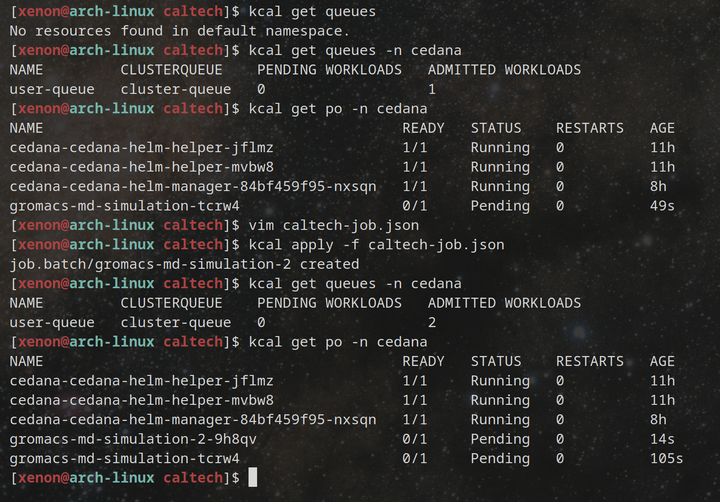 [xenon@arch-linux caltech]$ kcal get queues
No resources found in default namespace.
[xenon@arch-linux caltech]$ kcal get queues -n cedana
NAME         CLUSTERQUEUE    PENDING WORKLOADS   ADMITTED WORKLOADS
user-queue   cluster-queue   0                   1
[xenon@arch-linux caltech]$ kcal get po -n cedana
NAME                                         READY   STATUS    RESTARTS   AGE
cedana-cedana-helm-helper-jflmz              1/1     Running   0          11h
cedana-cedana-helm-helper-mvbw8              1/1     Running   0          11h
cedana-cedana-helm-manager-84bf459f95-nxsqn   1/1     Running   0          8h
gromacs-md-simulation-tcrw4                  0/1     Pending   0          49s
[xenon@arch-linux caltech]$ vim caltech-job.json
[xenon@arch-linux caltech]$ kcal apply -f caltech-job.json
job.batch/gromacs-md-simulation-2 created
[xenon@arch-linux caltech]$ kcal get queues -n cedana
NAME         CLUSTERQUEUE    PENDING WORKLOADS   ADMITTED WORKLOADS
user-queue   cluster-queue   0                   2
[xenon@arch-linux caltech]$ kcal get po -n cedana
NAME                                         READY   STATUS    RESTARTS   AGE
cedana-cedana-helm-helper-jflmz              1/1     Running   0          11h
cedana-cedana-helm-helper-mvbw8              1/1     Running   0          11h
cedana-cedana-helm-manager-84bf459f95-nxsqn   1/1     Running   0          8h
gromacs-md-simulation-2-9h8qv                0/1     Pending   0          14s
gromacs-md-simulation-tcrw4                  0/1     Pending   0          105s
[xenon@arch-linux caltech]$